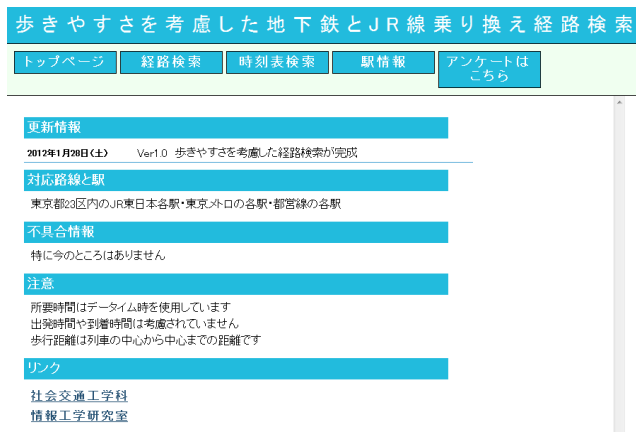 歩きやすさを考慮した地下鉄とJR線乗り換え経路検索
トップページ 経路検索 時刻表検索 駅情報 アンケートは
こちら
更新情報
2012年1月28日(土) Ver1.0 歩きやすさを考慮した経路検索が完成
対応路線と駅
東京都23区内のJR東日本各駅・東京メトロの各駅・都営線の各駅
不具合情報
特に今のところはありません
注意
所要時間はデータイム時を使用しています
出発時間や到着時間は考慮されていません
歩行距離は列車の中心から中心までの距離です
リンク
社会交通工学科
情報工学研究室